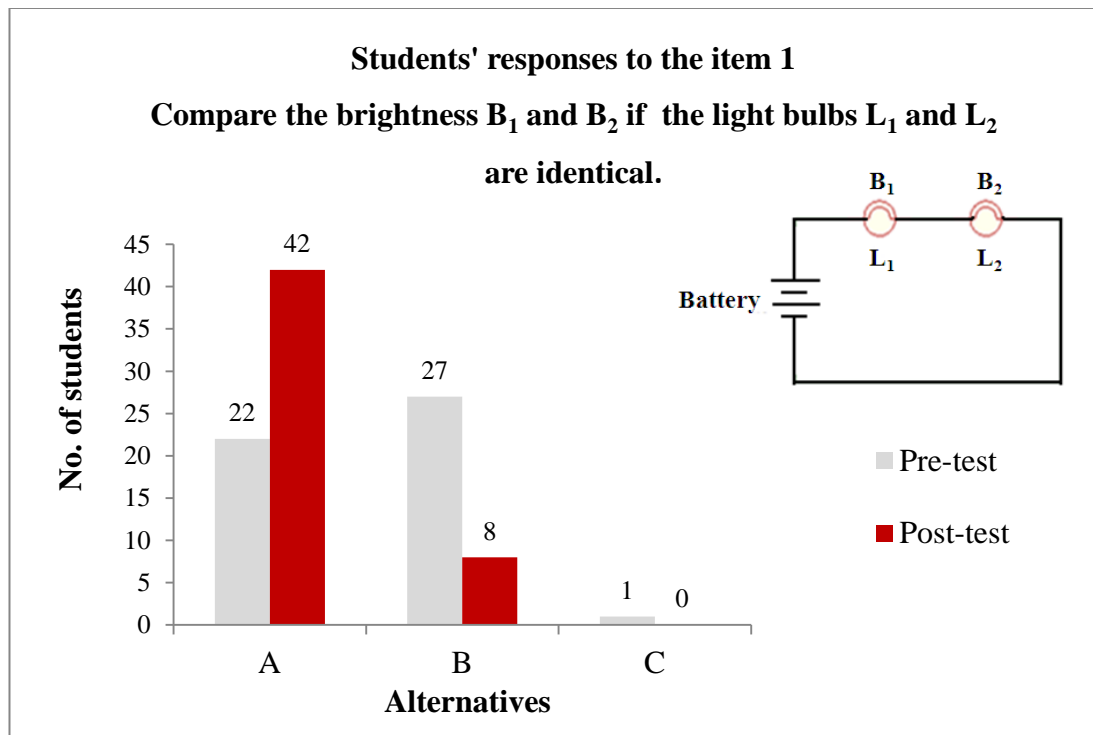 Students' responses to the item 1
Compare the brightness B₁ and B₂ if the light bulbs L₁ and L₂
are identical.
B₁ B₂
L₁ L₂
Battery
No. of students
45
40
35
30
25
20
15
10
5
0
22
42
27
8
1
0
A B C
Alternatives
Pre-test
Post-test